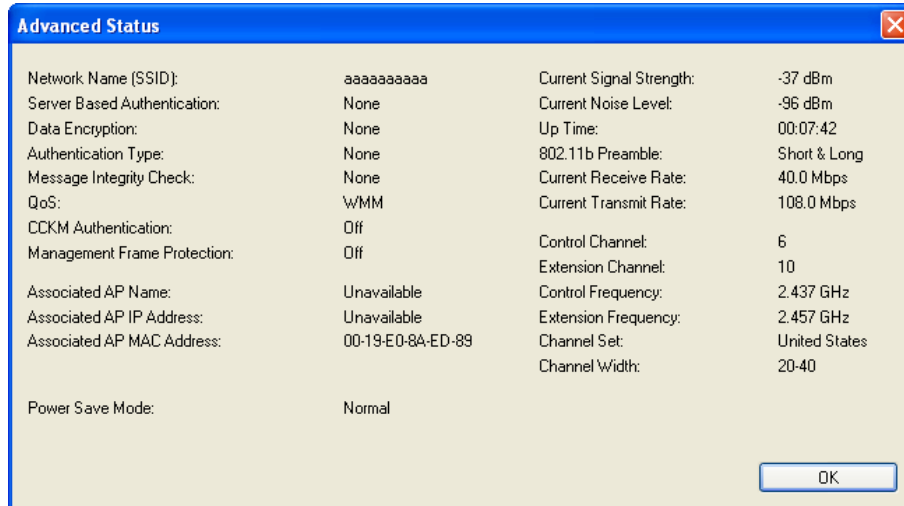 Advanced Status
Network Name (SSID): aaaaaaaaaa
Server Based Authentication: None
Data Encryption: None
Authentication Type: None
Message Integrity Check: None
QoS: WMM
CCKM Authentication: Off
Management Frame Protection: Off
Associated AP Name: Unavailable
Associated AP IP Address: Unavailable
Associated AP MAC Address: 00-19-E0-8A-ED-89
Power Save Mode: Normal
Current Signal Strength: -37 dBm
Current Noise Level: -96 dBm
Up Time: 00:07:42
802.11b Preamble: Short & Long
Current Receive Rate: 40.0 Mbps
Current Transmit Rate: 108.0 Mbps
Control Channel: 6
Extension Channel: 10
Control Frequency: 2.437 GHz
Extension Frequency: 2.457 GHz
Channel Set: United States
Channel Width: 20-40
OK